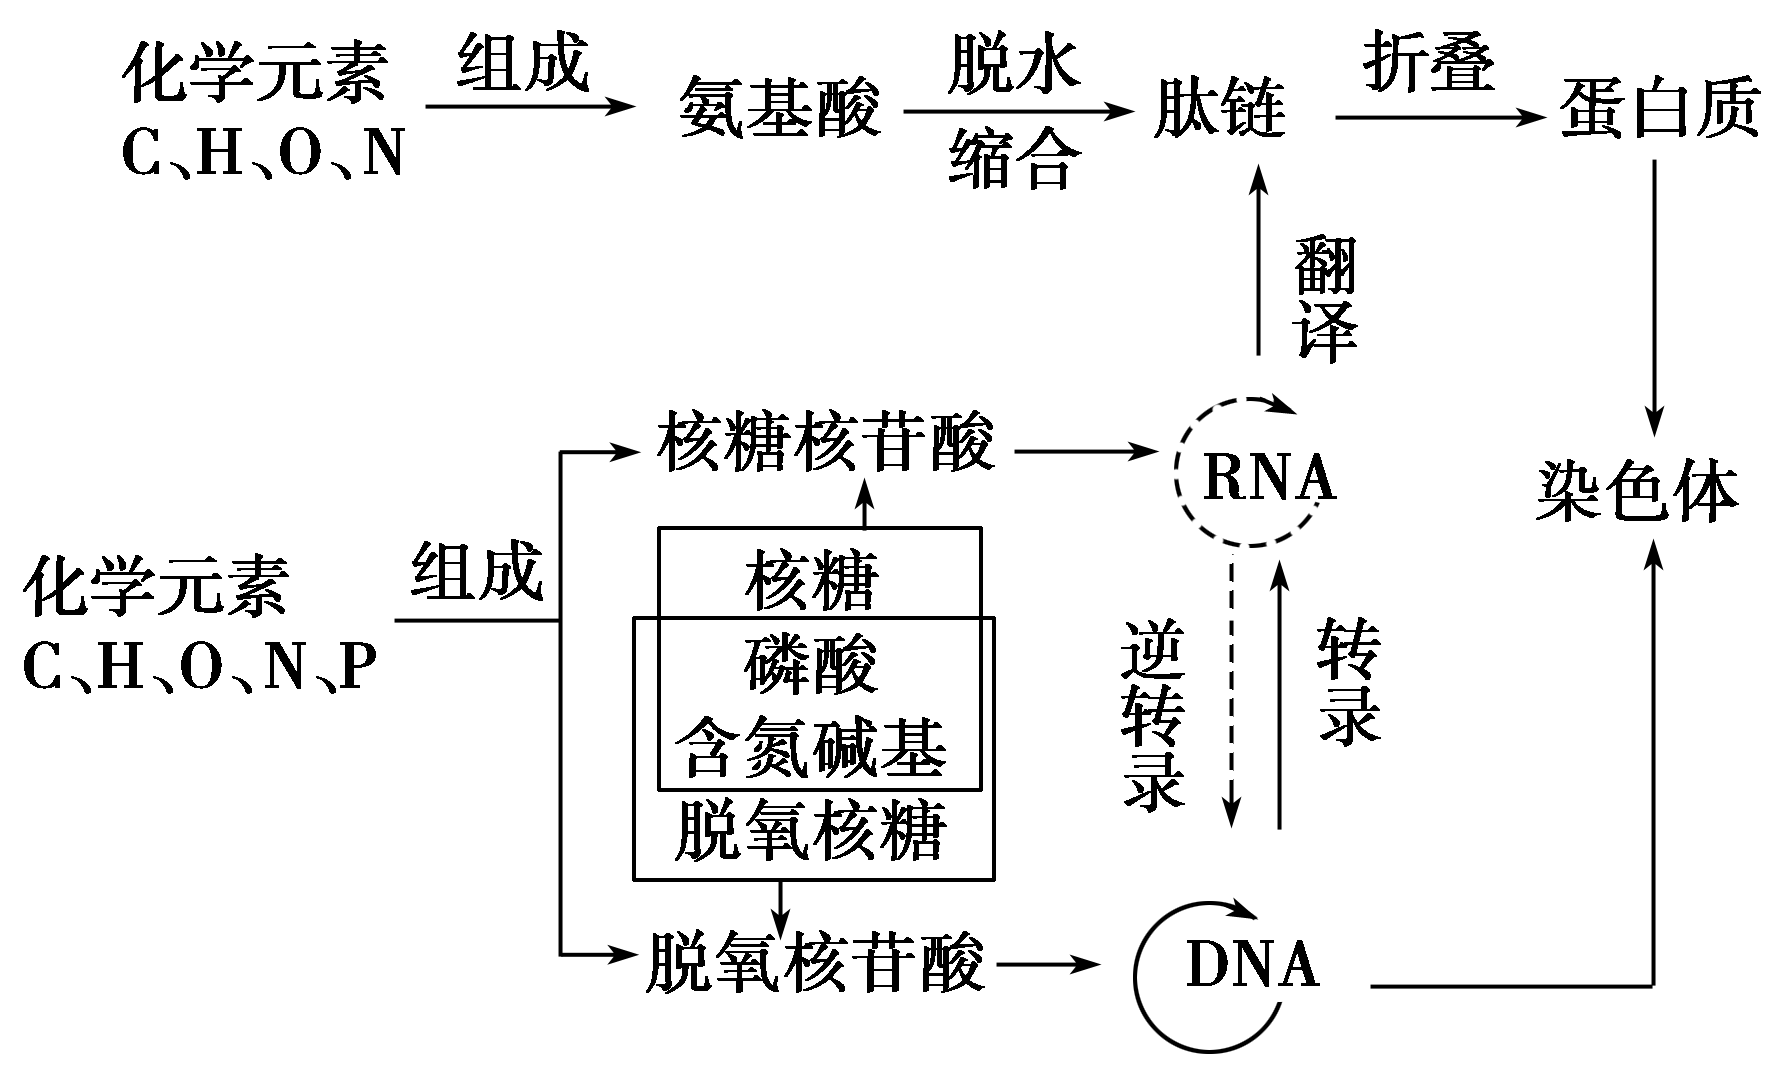 化学元素
C、H、O、N
组成
氨基酸
脱水
缩合
肽链
折叠
蛋白质
翻译
染色体
化学元素
C、H、O、N、P
组成
核糖核苷酸
RNA
核糖
磷酸
含氮碱基
脱氧核糖
逆转录
转录
脱氧核苷酸
DNA